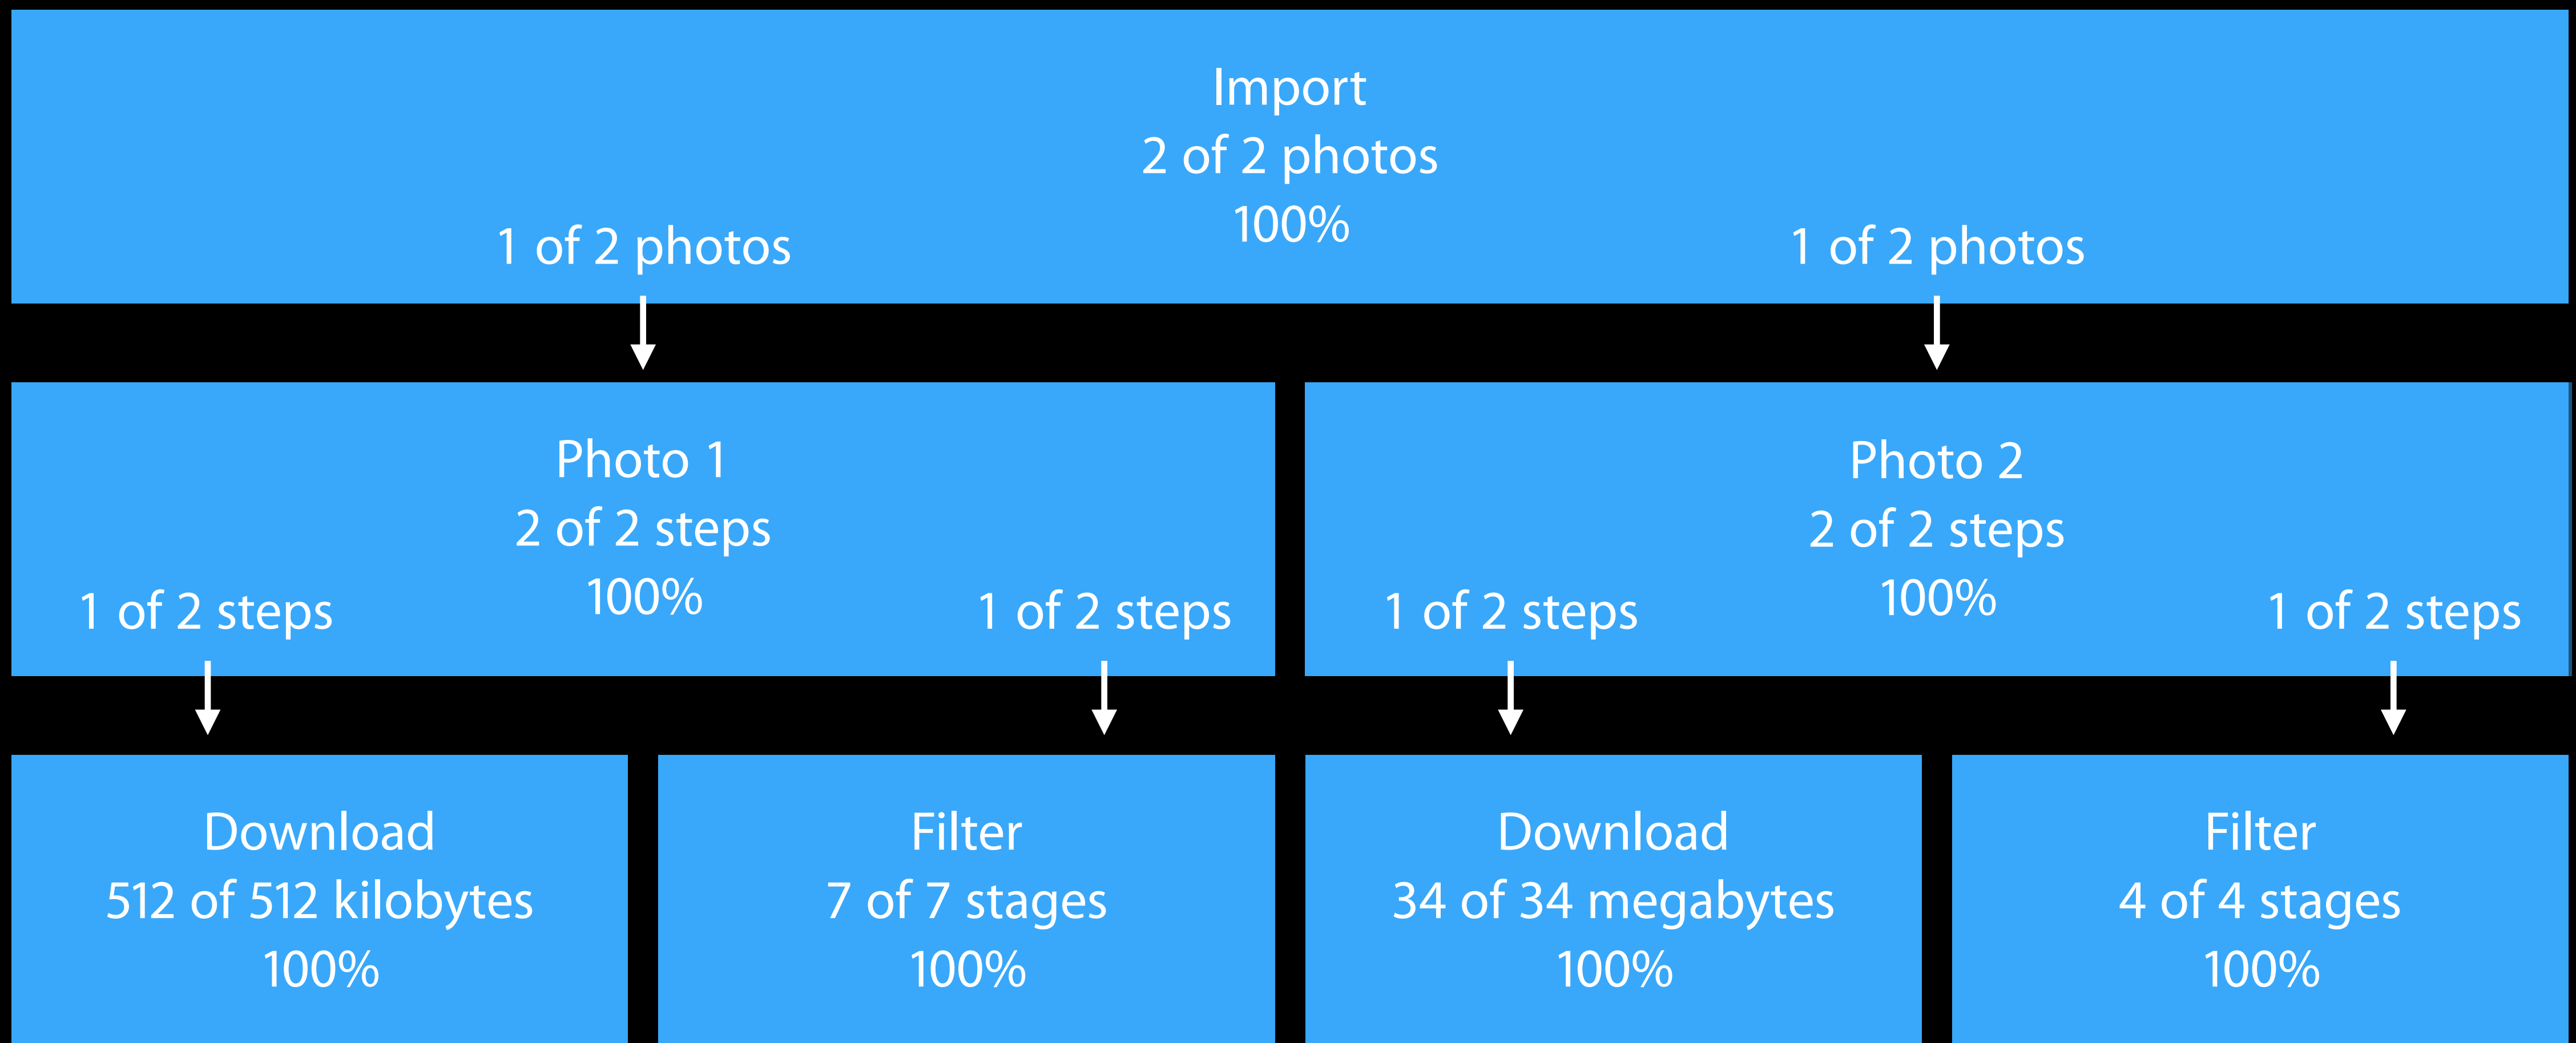 Import
2 of 2 photos
100%
1 of 2 photos
1 of 2 photos
Photo 1
2 of 2 steps
100%
1 of 2 steps
1 of 2 steps
Photo 2
2 of 2 steps
100%
1 of 2 steps
1 of 2 steps
Download
512 of 512 kilobytes
100%
Filter
7 of 7 stages
100%
Download
34 of 34 megabytes
100%
Filter
4 of 4 stages
100%